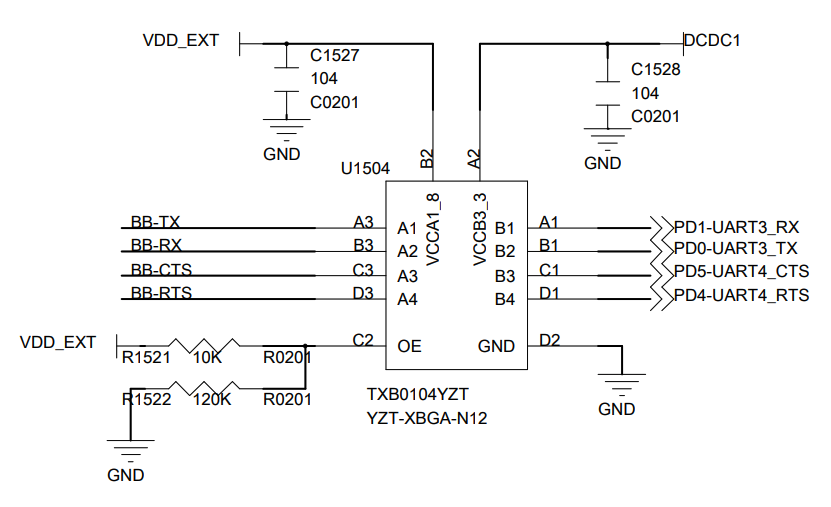 VDD_EXT
DCDC1
C1527
104
C0201
C1528
104
C0201
GND
GND
U1504
B2
A2
VCCA1_8
VCCB3_3
BB-TX A3 A1 B1 A1 PD1-UART3_RX
BB-RX B3 A2 B2 B1 PD0-UART3_TX
BB-CTS C3 A3 B3 C1 PD5-UART4_CTS
BB-RTS D3 A4 B4 D1 PD4-UART4_RTS
VDD_EXT C2 OE GND D2
R1521 10K R0201
R1522 120K R0201
TXB0104YZT
YZT-XBGA-N12
GND
GND